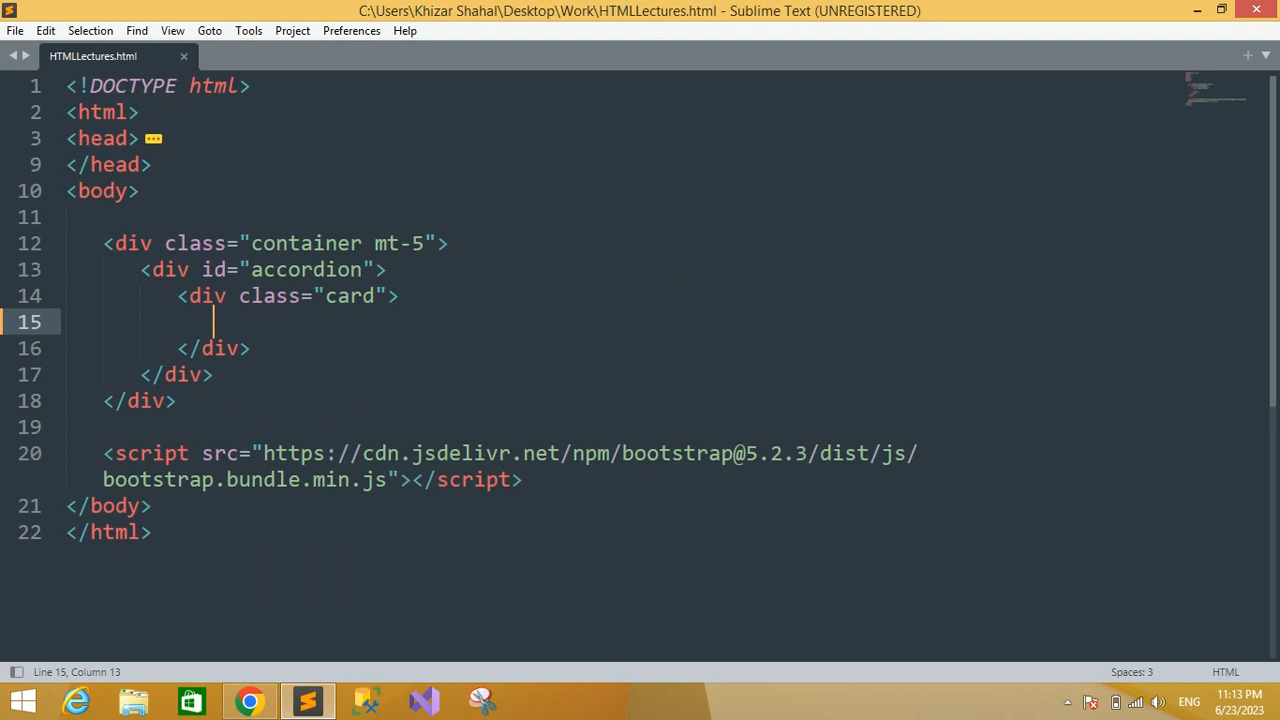 C:\Users\Khizar Shahal\Desktop\Work\HTMLLectures.html - Sublime Text (UNREGISTERED)
File Edit Selection Find View Goto Tools Project Preferences Help
HTMLLectures.html
1 <!DOCTYPE html>
2 <html>
3 <head>
9 </head>
10 <body>
11
12 <div class="container mt-5">
13 <div id="accordion">
14 <div class="card">
15
16 </div>
17 </div>
18 </div>
19
20 <script src="https://cdn.jsdelivr.net/npm/bootstrap@5.2.3/dist/js/
bootstrap.bundle.min.js"></script>
21 </body>
22 </html>
Line 15, Column 13 Spaces: 3 HTML
ENG 11:13 PM
6/23/2023